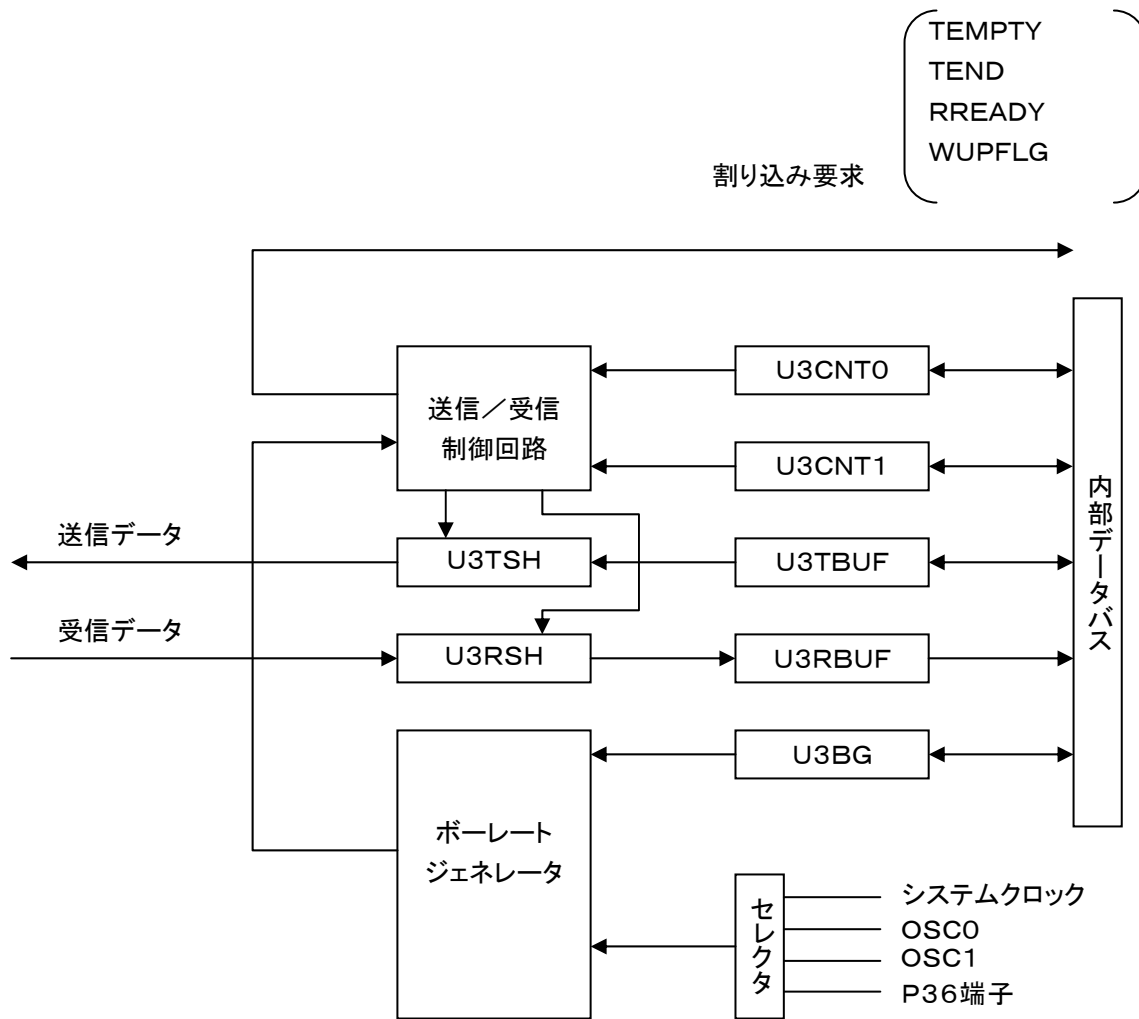 TEMPTY
TEND
RREADY
WUPFLG
割り込み要求
U3CNT0
送信／受信
制御回路
U3CNT1
内部データバス
送信データ
U3TSH
U3TBUF
受信データ
U3RSH
U3RBUF
U3BG
ボーレート
ジェネレータ
セレクタ
システムクロック
OSC0
OSC1
P36端子